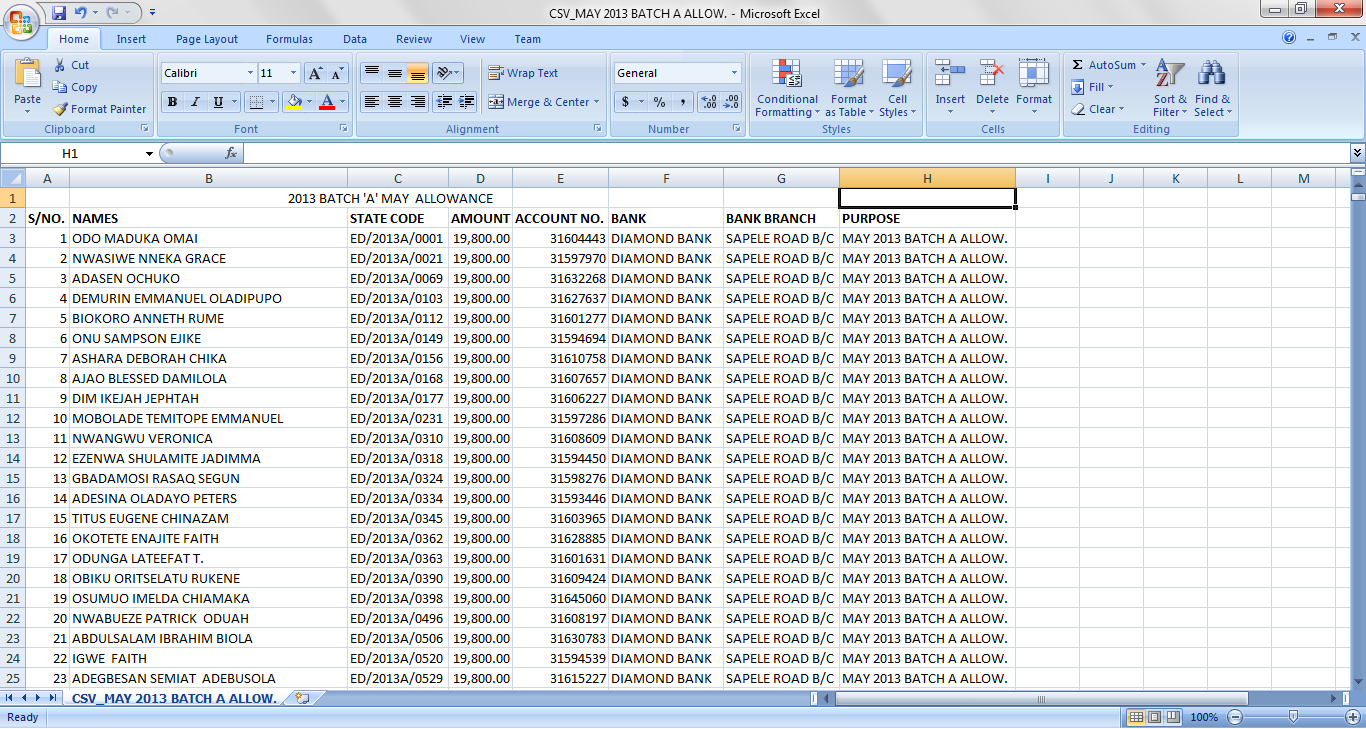 CSV_MAY 2013 BATCH A ALLOW. - Microsoft Excel
Home Insert Page Layout Formulas Data Review View Team
Paste Cut Copy Format Painter Clipboard
Calibri 11 B I U A Font
Wrap Text Merge & Center Alignment
General $ % , Number
Conditional Formatting Format as Table Cell Styles Styles
Insert Delete Format Cells
Σ AutoSum Fill Clear Sort & Filter Find & Select Editing
H1 fx
A B C D E F G H I J K L M
1 2013 BATCH 'A' MAY ALLOWANCE
2 S/NO. NAMES STATE CODE AMOUNT ACCOUNT NO. BANK BANK BRANCH PURPOSE
3 1 ODO MADUKA OMAI ED/2013A/0001 19,800.00 31604443 DIAMOND BANK SAPELE ROAD B/C MAY 2013 BATCH A ALLOW.
4 2 NWASIWE NNEKA GRACE ED/2013A/0021 19,800.00 31597970 DIAMOND BANK SAPELE ROAD B/C MAY 2013 BATCH A ALLOW.
5 3 ADASEN OCHUKO ED/2013A/0069 19,800.00 31632268 DIAMOND BANK SAPELE ROAD B/C MAY 2013 BATCH A ALLOW.
6 4 DEMURIN EMMANUEL OLADIPUPO ED/2013A/0103 19,800.00 31627637 DIAMOND BANK SAPELE ROAD B/C MAY 2013 BATCH A ALLOW.
7 5 BIOKORO ANNETH RUME ED/2013A/0112 19,800.00 31601277 DIAMOND BANK SAPELE ROAD B/C MAY 2013 BATCH A ALLOW.
8 6 ONU SAMPSON EJIKE ED/2013A/0149 19,800.00 31594694 DIAMOND BANK SAPELE ROAD B/C MAY 2013 BATCH A ALLOW.
9 7 ASHARA DEBORAH CHIKA ED/2013A/0156 19,800.00 31610758 DIAMOND BANK SAPELE ROAD B/C MAY 2013 BATCH A ALLOW.
10 8 AJAO BLESSED DAMILOLA ED/2013A/0168 19,800.00 31607657 DIAMOND BANK SAPELE ROAD B/C MAY 2013 BATCH A ALLOW.
11 9 DIM IKEJAH JEPHTAH ED/2013A/0177 19,800.00 31606227 DIAMOND BANK SAPELE ROAD B/C MAY 2013 BATCH A ALLOW.
12 10 MOBOLADE TEMITOPE EMMANUEL ED/2013A/0231 19,800.00 31597286 DIAMOND BANK SAPELE ROAD B/C MAY 2013 BATCH A ALLOW.
13 11 NWANGWU VERONICA ED/2013A/0310 19,800.00 31608609 DIAMOND BANK SAPELE ROAD B/C MAY 2013 BATCH A ALLOW.
14 12 EZENWA SHULAMITE JADIMMA ED/2013A/0318 19,800.00 31594450 DIAMOND BANK SAPELE ROAD B/C MAY 2013 BATCH A ALLOW.
15 13 GBADAMOSI RASAQ SEGUN ED/2013A/0324 19,800.00 31598276 DIAMOND BANK SAPELE ROAD B/C MAY 2013 BATCH A ALLOW.
16 14 ADESINA OLADAYO PETERS ED/2013A/0334 19,800.00 31593446 DIAMOND BANK SAPELE ROAD B/C MAY 2013 BATCH A ALLOW.
17 15 TITUS EUGENE CHINAZAM ED/2013A/0345 19,800.00 31603965 DIAMOND BANK SAPELE ROAD B/C MAY 2013 BATCH A ALLOW.
18 16 OKOTETE ENAJITE FAITH ED/2013A/0362 19,800.00 31628885 DIAMOND BANK SAPELE ROAD B/C MAY 2013 BATCH A ALLOW.
19 17 ODUNGA LATEEFAT T. ED/2013A/0363 19,800.00 31601631 DIAMOND BANK SAPELE ROAD B/C MAY 2013 BATCH A ALLOW.
20 18 OBIKU ORITSELATU RUKENE ED/2013A/0390 19,800.00 31609424 DIAMOND BANK SAPELE ROAD B/C MAY 2013 BATCH A ALLOW.
21 19 OSUMUO IMELDA CHIAMAKA ED/2013A/0398 19,800.00 31645060 DIAMOND BANK SAPELE ROAD B/C MAY 2013 BATCH A ALLOW.
22 20 NWABUEZE PATRICK ODUAH ED/2013A/0496 19,800.00 31608197 DIAMOND BANK SAPELE ROAD B/C MAY 2013 BATCH A ALLOW.
23 21 ABDULSALAM IBRAHIM BIOLA ED/2013A/0506 19,800.00 31630783 DIAMOND BANK SAPELE ROAD B/C MAY 2013 BATCH A ALLOW.
24 22 IGWE FAITH ED/2013A/0520 19,800.00 31594539 DIAMOND BANK SAPELE ROAD B/C MAY 2013 BATCH A ALLOW.
25 23 ADEGBESAN SEMIAT ADEBUSOLA ED/2013A/0529 19,800.00 31615227 DIAMOND BANK SAPELE ROAD B/C MAY 2013 BATCH A ALLOW.
CSV_MAY 2013 BATCH A ALLOW.
Ready 100%